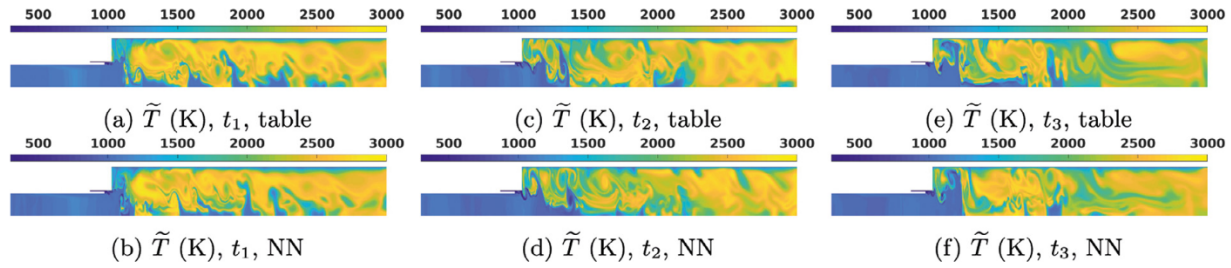 500 1000 1500 2000 2500 3000
500 1000 1500 2000 2500 3000
500 1000 1500 2000 2500 3000
(a) T̃ (K), t₁, table
(c) T̃ (K), t₂, table
(e) T̃ (K), t₃, table
500 1000 1500 2000 2500 3000
500 1000 1500 2000 2500 3000
500 1000 1500 2000 2500 3000
(b) T̃ (K), t₁, NN
(d) T̃ (K), t₂, NN
(f) T̃ (K), t₃, NN